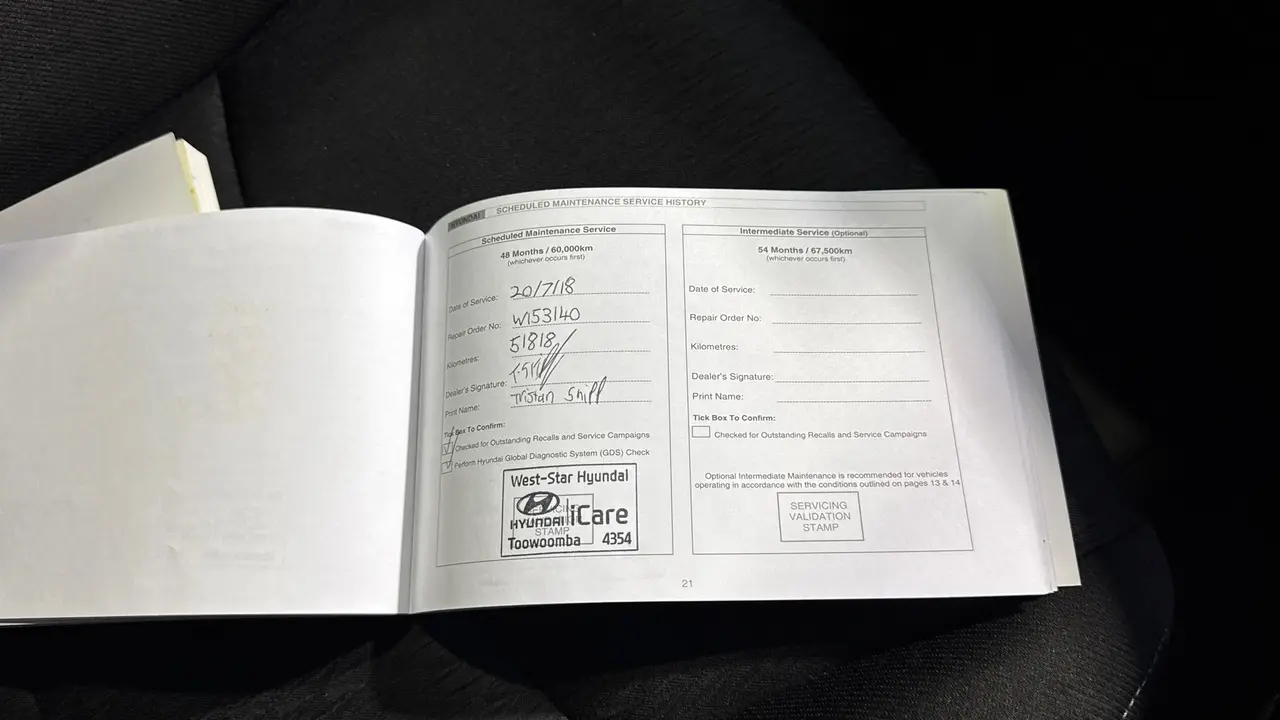 HYUNDAI SCHEDULED MAINTENANCE SERVICE HISTORY
Scheduled Maintenance Service
48 Months / 60,000km
(whichever occurs first)
Date of Service: 20/7/18
Repair Order No: W153140
Kilometres: 51818
Dealer's Signature:
Print Name: Tristan Shipp
Tick Box To Confirm:
Checked for Outstanding Recalls and Service Campaigns
Perform Hyundai Global Diagnostic System (GDS) Check
West-Star Hyundai
HYUNDAI iCare
STAMP
Toowoomba 4354
Intermediate Service (Optional)
54 Months / 67,500km
(whichever occurs first)
Date of Service:
Repair Order No:
Kilometres:
Dealer's Signature:
Print Name:
Tick Box To Confirm:
Checked for Outstanding Recalls and Service Campaigns
Optional Intermediate Maintenance is recommended for vehicles
operating in accordance with the conditions outlined on pages 13 & 14
SERVICING
VALIDATION
STAMP
21